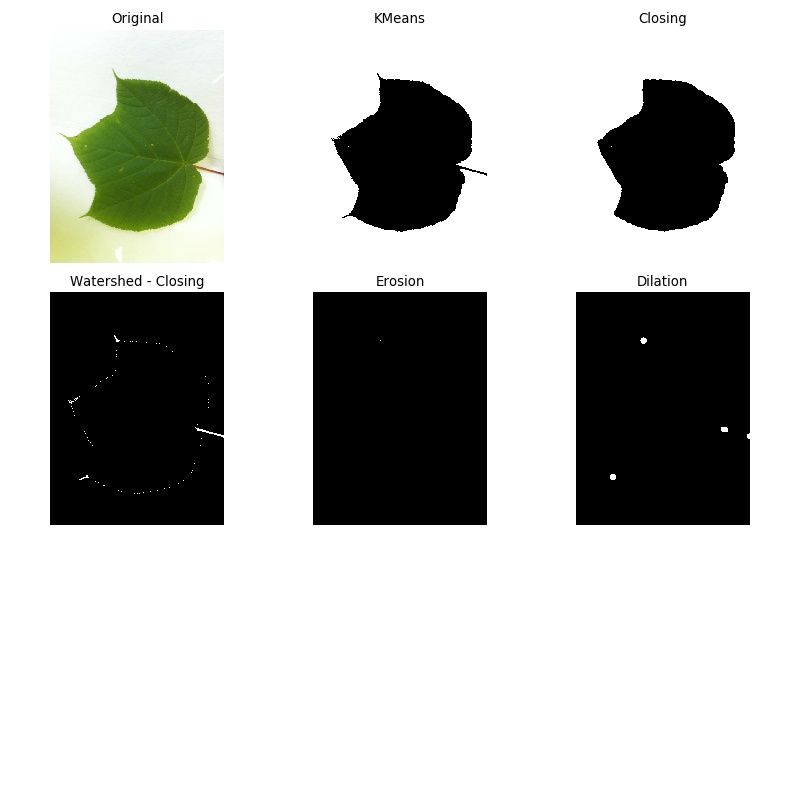 Original
KMeans
Closing
Watershed - Closing
Erosion
Dilation